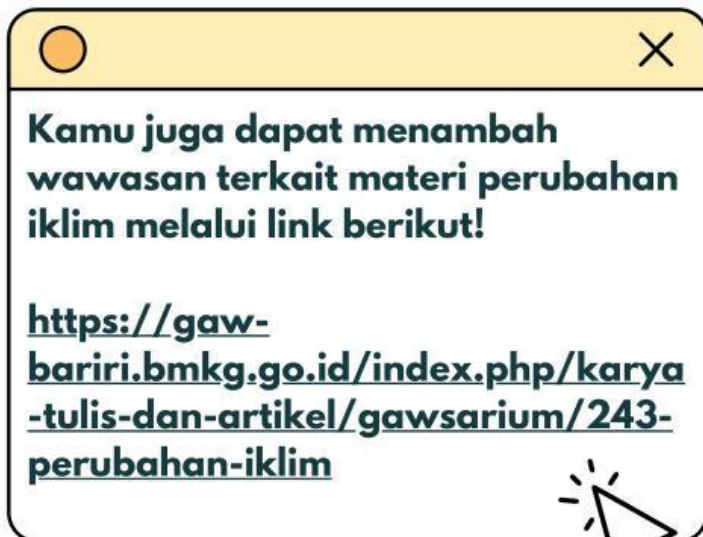 Kamu juga dapat menambah
wawasan terkait materi perubahan
iklim melalui link berikut!
https://gaw-
bariri.bmkg.go.id/index.php/karya
-tulis-dan-artikel/gawsarium/243-
perubahan-iklim